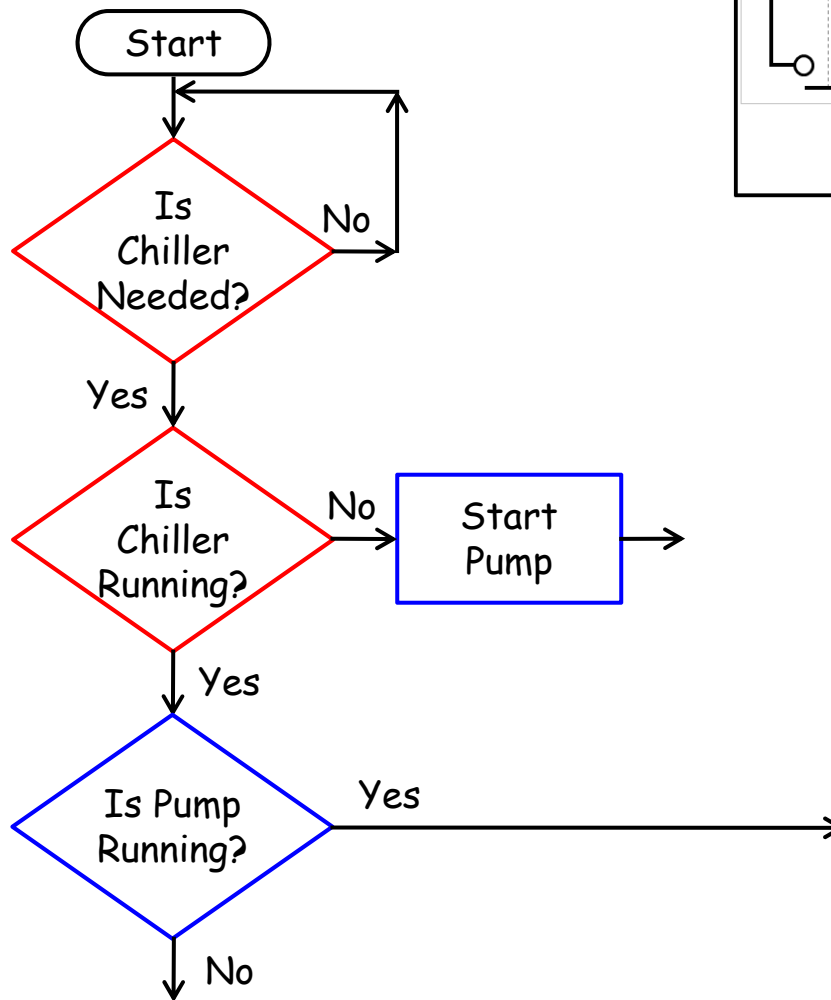 Start
Is
Chiller
Needed?
No
Yes
Is
Chiller
Running?
No
Start
Pump
Yes
Is Pump
Running?
Yes
No